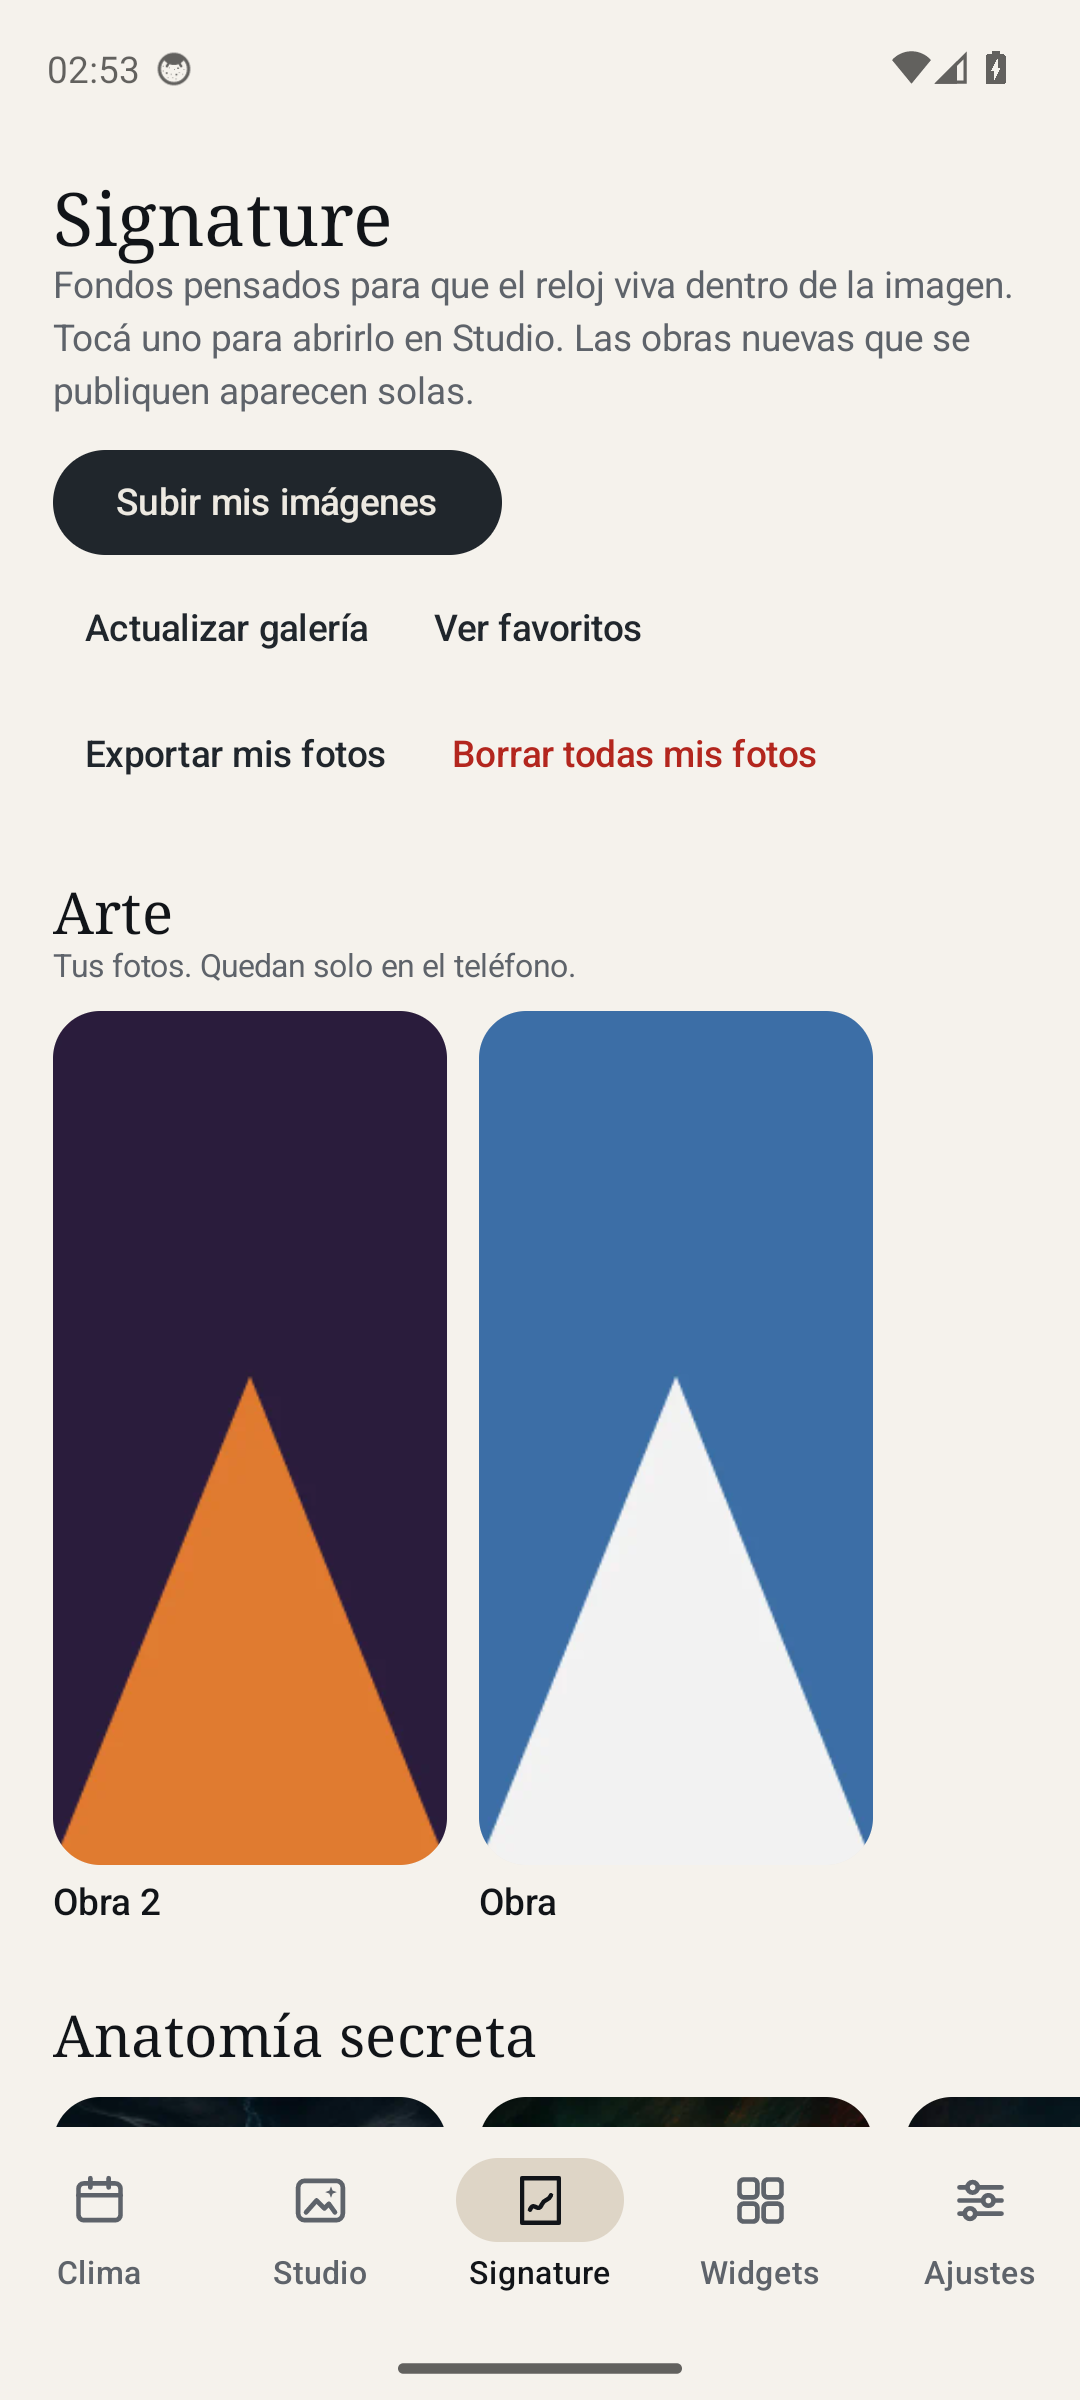 02:53
Signature
Fondos pensados para que el reloj viva dentro de la imagen.
Tocá uno para abrirlo en Studio. Las obras nuevas que se
publiquen aparecen solas.
Subir mis imágenes
Actualizar galería
Ver favoritos
Exportar mis fotos
Borrar todas mis fotos
Arte
Tus fotos. Quedan solo en el teléfono.
Obra 2
Obra
Anatomía secreta
Clima
Studio
Signature
Widgets
Ajustes